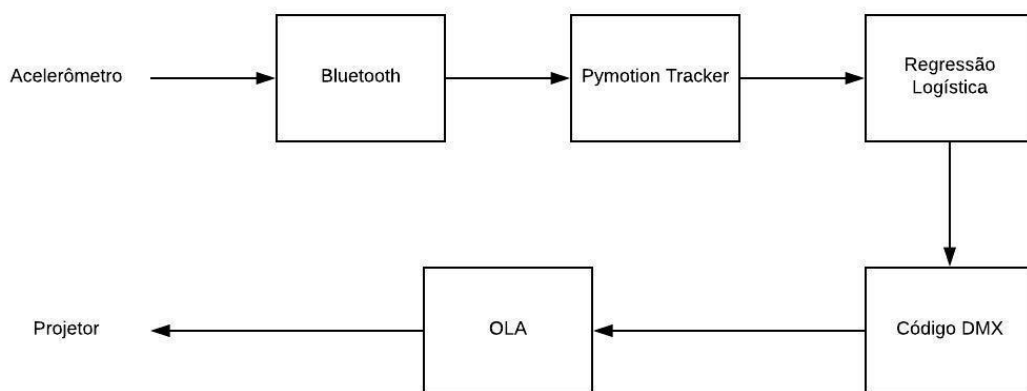 Acelerômetro
Bluetooth
Pymotion Tracker
Regressão
Logística
Projetor
OLA
Código DMX